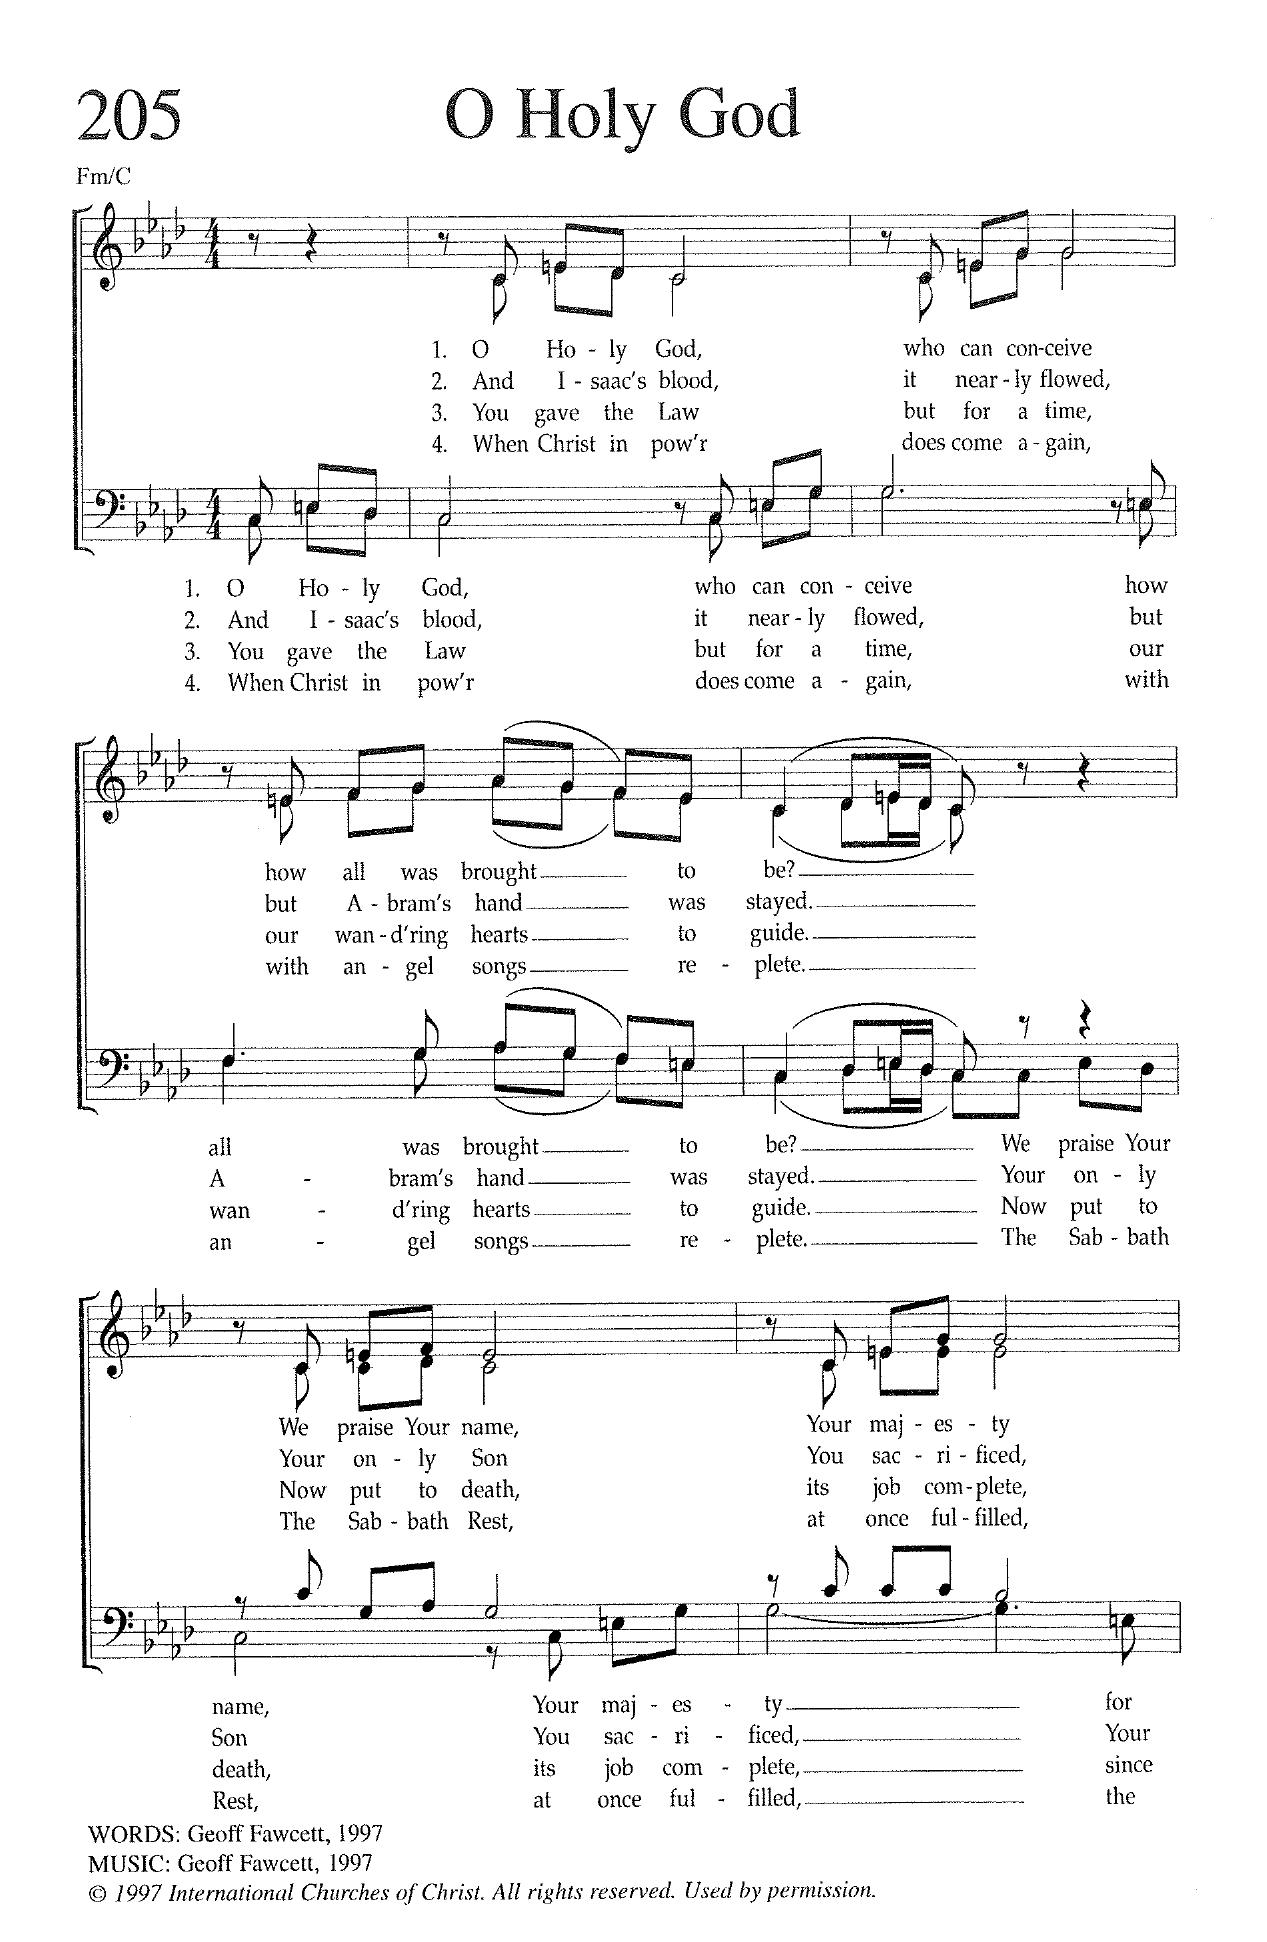 205 O Holy God
Fm/C
1. O Ho - ly God, who can con-ceive
2. And I - saac's blood, it near - ly flowed,
3. You gave the Law but for a time,
4. When Christ in pow'r does come a - gain,
1. O Ho - ly God, who can con - ceive how
2. And I - saac's blood, it near - ly flowed, but
3. You gave the Law but for a time, our
4. When Christ in pow'r does come a - gain, with
how all was brought to be?
but A - bram's hand was stayed.
our wan - d'ring hearts to guide.
with an - gel songs re - plete.
all was brought to be? We praise Your
A - bram's hand was stayed. Your on - ly
wan - d'ring hearts to guide. Now put to
an - gel songs re - plete. The Sab - bath
We praise Your name, Your maj - es - ty
Your on - ly Son You sac - ri - ficed,
Now put to death, its job com-plete,
The Sab - bath Rest, at once ful - filled,
name, Your maj - es - ty for
Son You sac - ri - ficed, Your
death, its job com - plete, since
Rest, at once ful - filled, the
WORDS: Geoff Fawcett, 1997
MUSIC: Geoff Fawcett, 1997
© 1997 International Churches of Christ. All rights reserved. Used by permission.